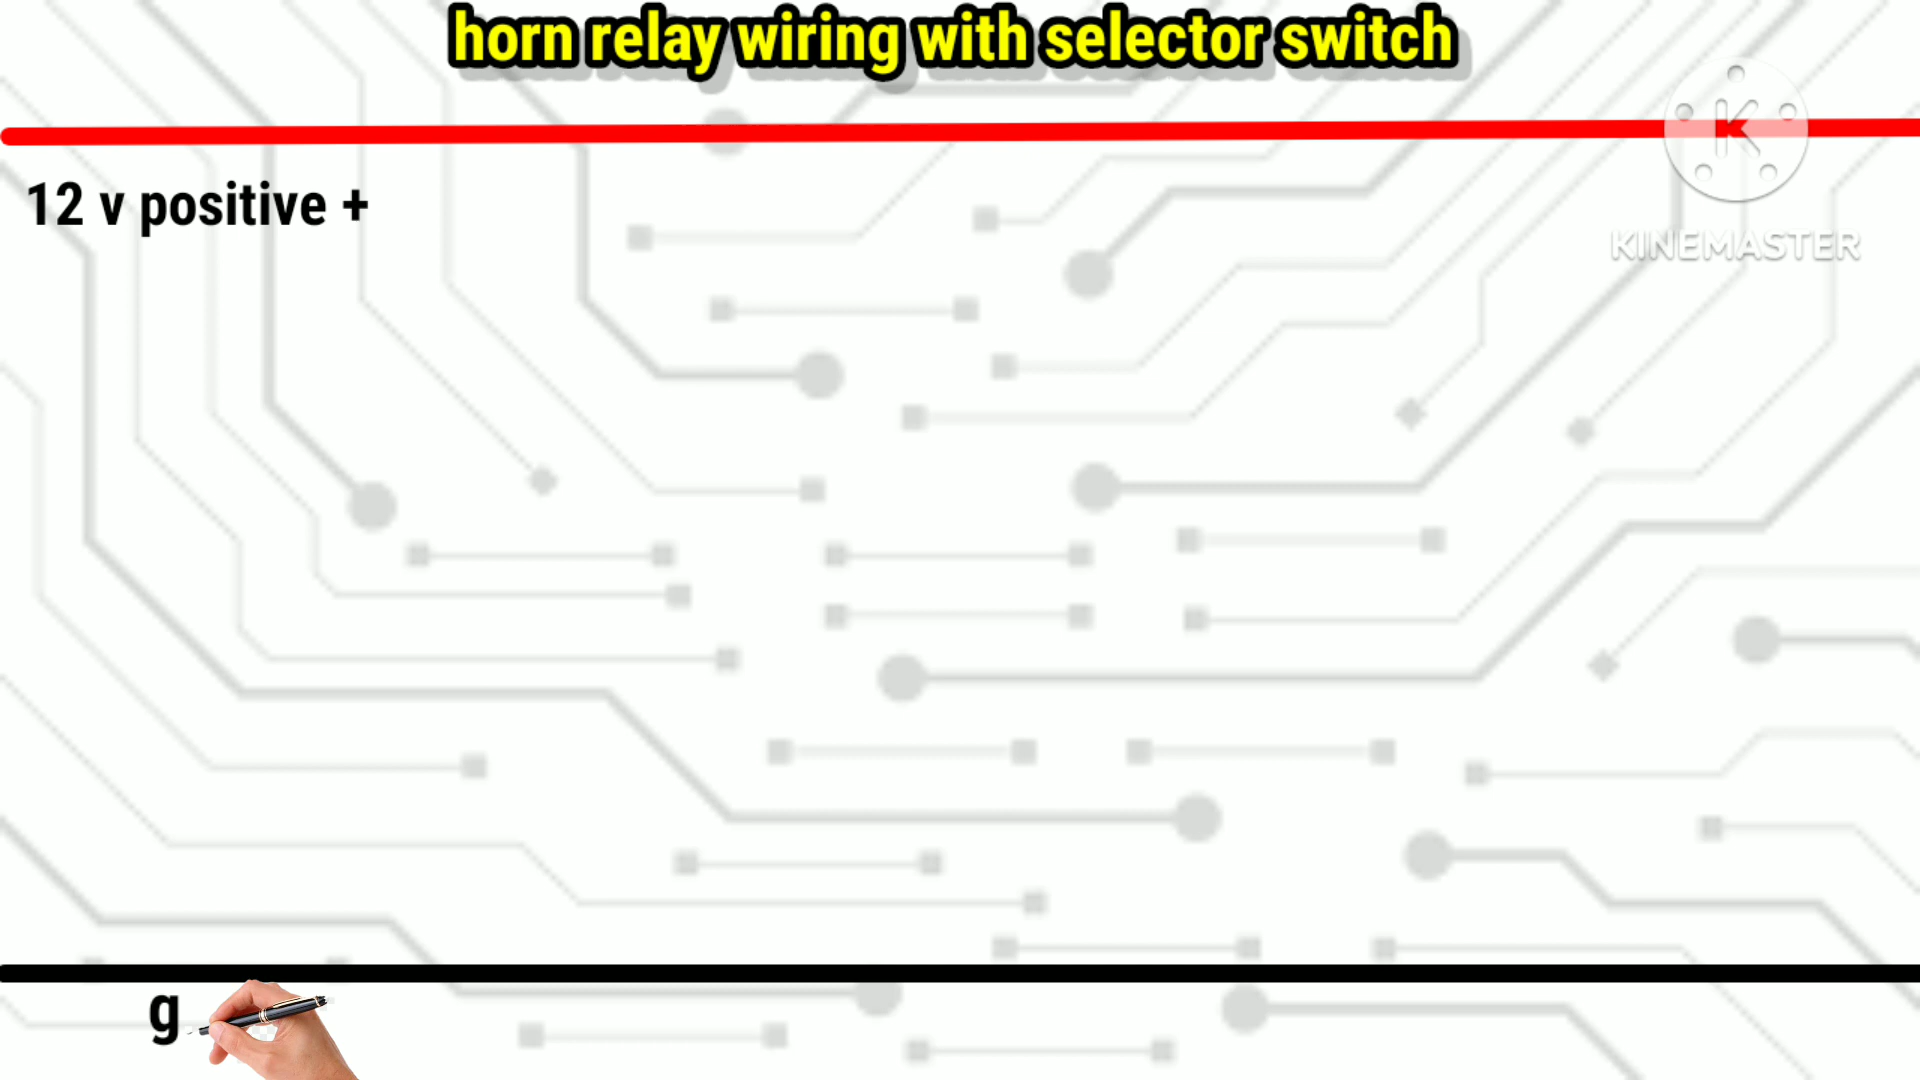 horn relay wiring with selector switch
12 v positive +
K
KINEMASTER
g